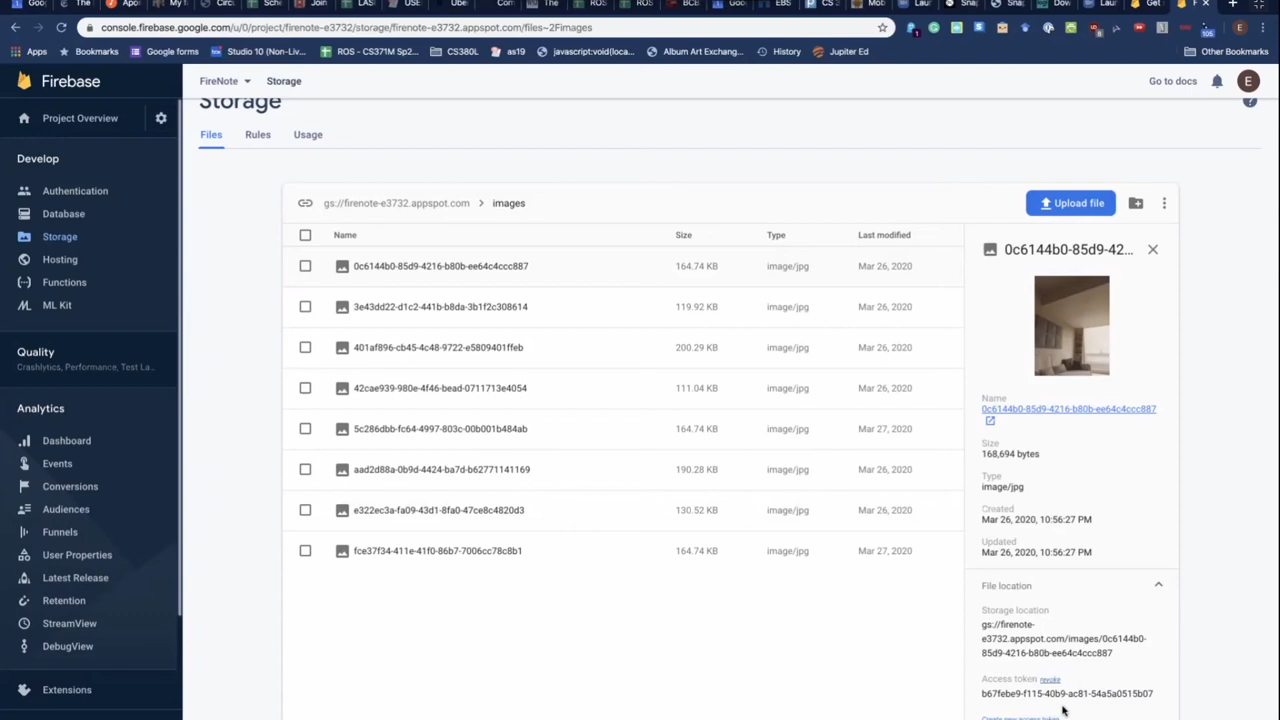 console.firebase.google.com/u/0/project/firenote-e3732/storage/firenote-e3732.appspot.com/files~2Fimages
Apps
Bookmarks
Google forms
Studio 10 (Non-Liv...
ROS - CS371M Sp2...
CS380L
as19
javascript:void(loca...
Album Art Exchang...
History
Jupiter Ed
Other Bookmarks
Firebase
FireNote
Storage
Go to docs
E
Project Overview
Storage
Files
Rules
Usage
Develop
Authentication
Database
Storage
Hosting
Functions
ML Kit
Quality
Crashlytics, Performance, Test La...
Analytics
Dashboard
Events
Conversions
Audiences
Funnels
User Properties
Latest Release
Retention
StreamView
DebugView
Extensions
gs://firenote-e3732.appspot.com > images
Upload file
Name Size Type Last modified
0c6144b0-85d9-4216-b80b-ee64c4ccc887 164.74 KB image/jpg Mar 26, 2020
3e43dd22-d1c2-441b-b8da-3b1f2c308614 119.92 KB image/jpg Mar 26, 2020
401af896-cb45-4c48-9722-e5809401ffeb 200.29 KB image/jpg Mar 26, 2020
42cae939-980e-4f46-bead-0711713e4054 111.04 KB image/jpg Mar 26, 2020
5c286dbb-fc64-4997-803c-00b001b484ab 164.74 KB image/jpg Mar 27, 2020
aad2d88a-0b9d-4424-ba7d-b62771141169 190.28 KB image/jpg Mar 26, 2020
e322ec3a-fa09-43d1-8fa0-47ce8c4820d3 130.52 KB image/jpg Mar 26, 2020
fce37f34-411e-41f0-86b7-7006cc78c8b1 164.74 KB image/jpg Mar 27, 2020
0c6144b0-85d9-42...
Name
0c6144b0-85d9-4216-b80b-ee64c4ccc887
Size
168,694 bytes
Type
image/jpg
Created
Mar 26, 2020, 10:56:27 PM
Updated
Mar 26, 2020, 10:56:27 PM
File location
Storage location
gs://firenote-
e3732.appspot.com/images/0c6144b0-
85d9-4216-b80b-ee64c4ccc887
Access token revoke
b67febe9-f115-40b9-ac81-54a5a0515b07
Create new access token